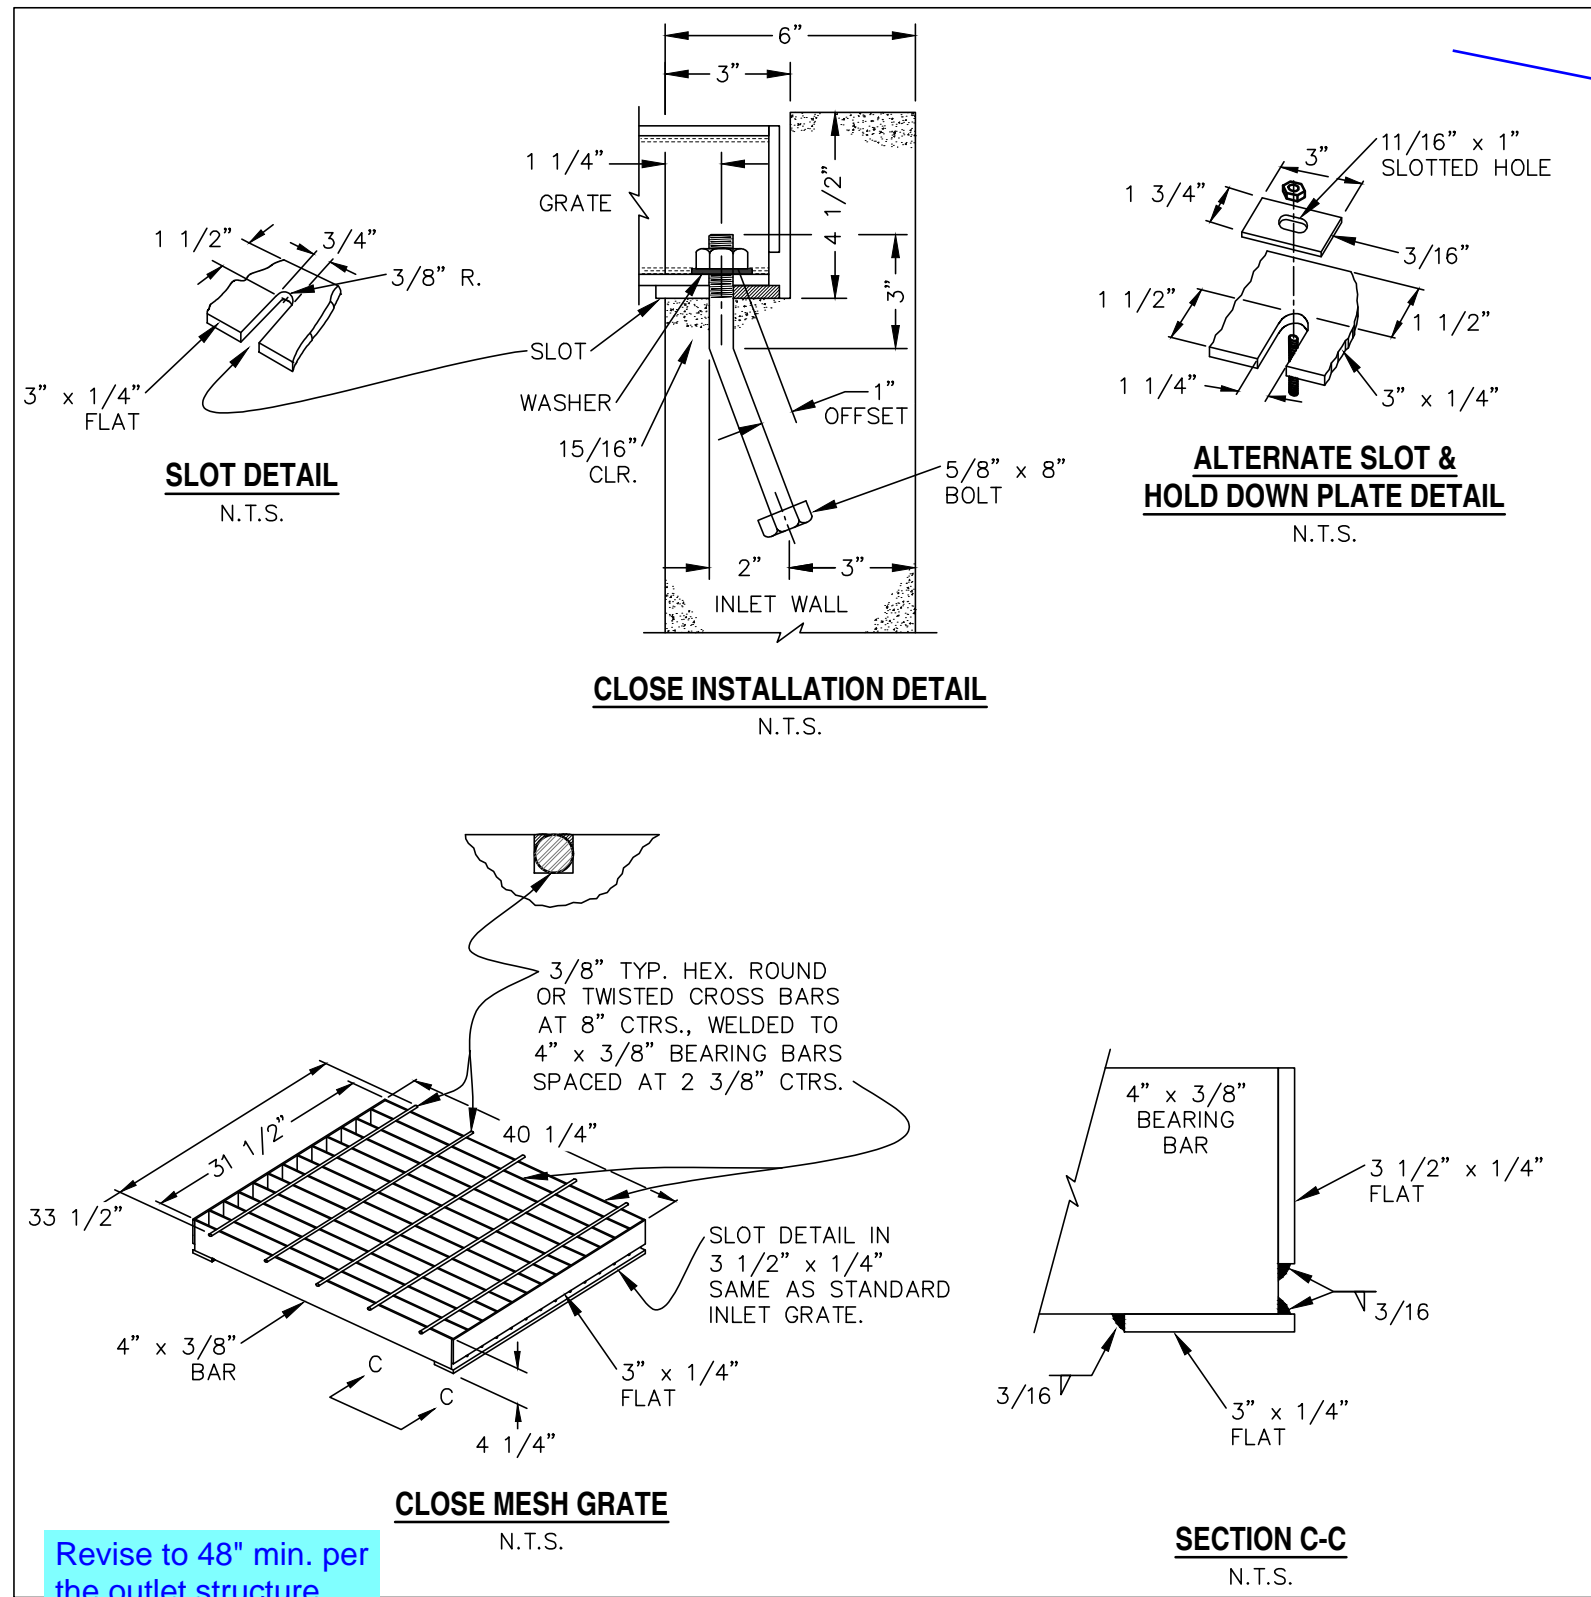 6"
3"
1 1/4"
GRATE
4 1/2"
3"
SLOT
WASHER
15/16"
CLR.
1"
OFFSET
5/8" x 8"
BOLT
2"
3"
INLET WALL
CLOSE INSTALLATION DETAIL
N.T.S.
1 1/2"
3/4"
3/8" R.
3" x 1/4"
FLAT
SLOT DETAIL
N.T.S.
11/16" x 1"
SLOTTED HOLE
3"
1 3/4"
3/16"
1 1/2"
1 1/2"
1 1/4"
3" x 1/4"
ALTERNATE SLOT &
HOLD DOWN PLATE DETAIL
N.T.S.
3/8" TYP. HEX. ROUND
OR TWISTED CROSS BARS
AT 8" CTRS., WELDED TO
4" x 3/8" BEARING BARS
SPACED AT 2 3/8" CTRS.
31 1/2"
40 1/4"
33 1/2"
SLOT DETAIL IN
3 1/2" x 1/4"
SAME AS STANDARD
INLET GRATE.
4" x 3/8"
BAR
C
C
3" x 1/4"
FLAT
4 1/4"
CLOSE MESH GRATE
N.T.S.
4" x 3/8"
BEARING
BAR
3 1/2" x 1/4"
FLAT
3/16
3/16
3" x 1/4"
FLAT
SECTION C-C
N.T.S.
Revise to 48" min. per
the outlet structure